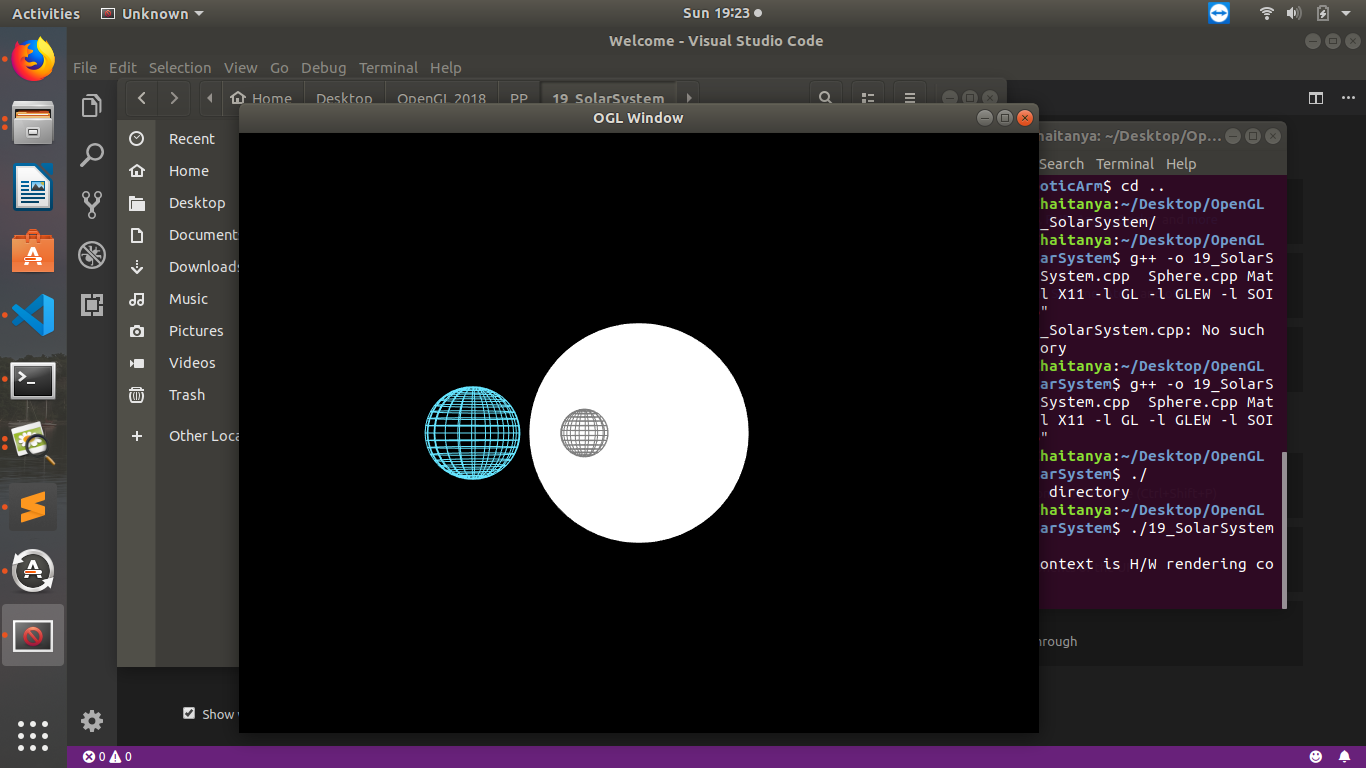 Activities Unknown Sun 19:23
Welcome - Visual Studio Code
File Edit Selection View Go Debug Terminal Help
Home Desktop OpenGL_2018 PP 19_SolarSystem
OGL Window
haitanya: ~/Desktop/Op...
Search Terminal Help
Recent
Home
Desktop
Document
Downloads
Music
Pictures
Videos
Trash
Other Loca
oticArm$ cd ..
haitanya:~/Desktop/OpenGL
_SolarSystem/
haitanya:~/Desktop/OpenGL
arSystem$ g++ -o 19_SolarS
System.cpp Sphere.cpp Mat
l X11 -l GL -l GLEW -l SOI
"
_SolarSystem.cpp: No such
ory
haitanya:~/Desktop/OpenGL
arSystem$ g++ -o 19_SolarS
System.cpp Sphere.cpp Mat
l X11 -l GL -l GLEW -l SOI
"
haitanya:~/Desktop/OpenGL
arSystem$ ./
directory
haitanya:~/Desktop/OpenGL
arSystem$ ./19_SolarSystem
ontext is H/W rendering co
hrough
Show
0 0